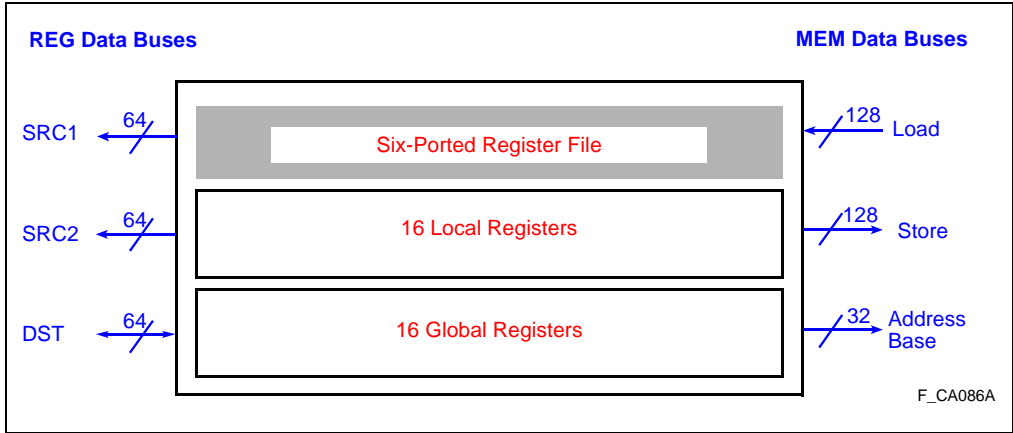 REG Data Buses
MEM Data Buses
SRC1
64
Six-Ported Register File
128
Load
SRC2
64
16 Local Registers
128
Store
DST
64
16 Global Registers
32
Address
Base
F_CA086A